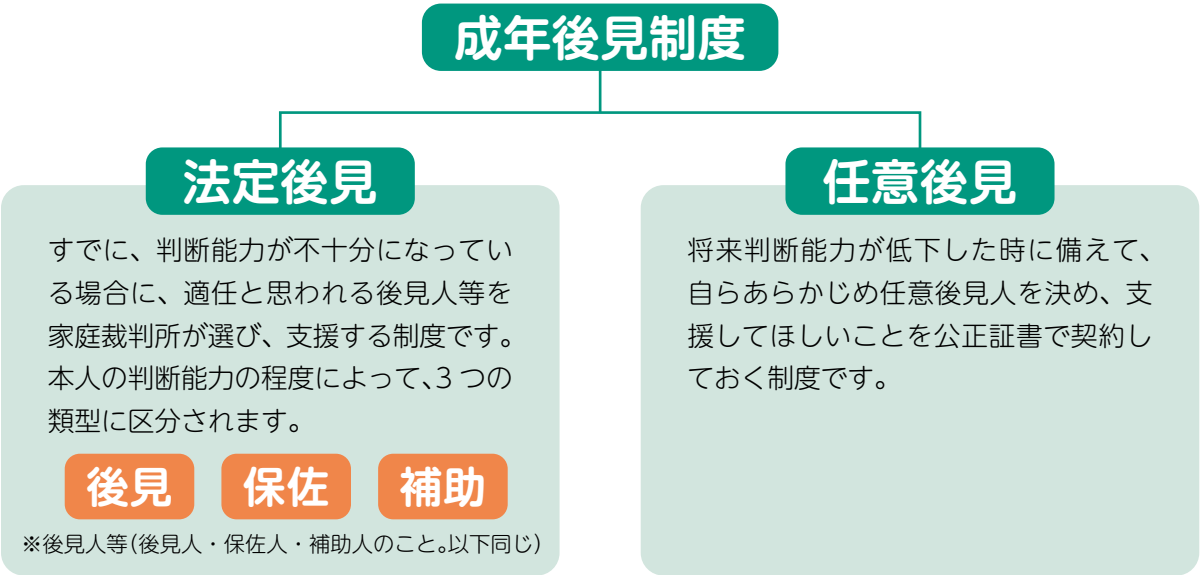 成年後見制度
法定後見
すでに、判断能力が不十分になってい
る場合に、適任と思われる後見人等を
家庭裁判所が選び、支援する制度です。
本人の判断能力の程度によって、3つの
類型に区分されます。
後見
保佐
補助
※後見人等(後見人・保佐人・補助人のこと。以下同じ)
任意後見
将来判断能力が低下した時に備えて、
自らあらかじめ任意後見人を決め、支
援してほしいことを公正証書で契約し
ておく制度です。